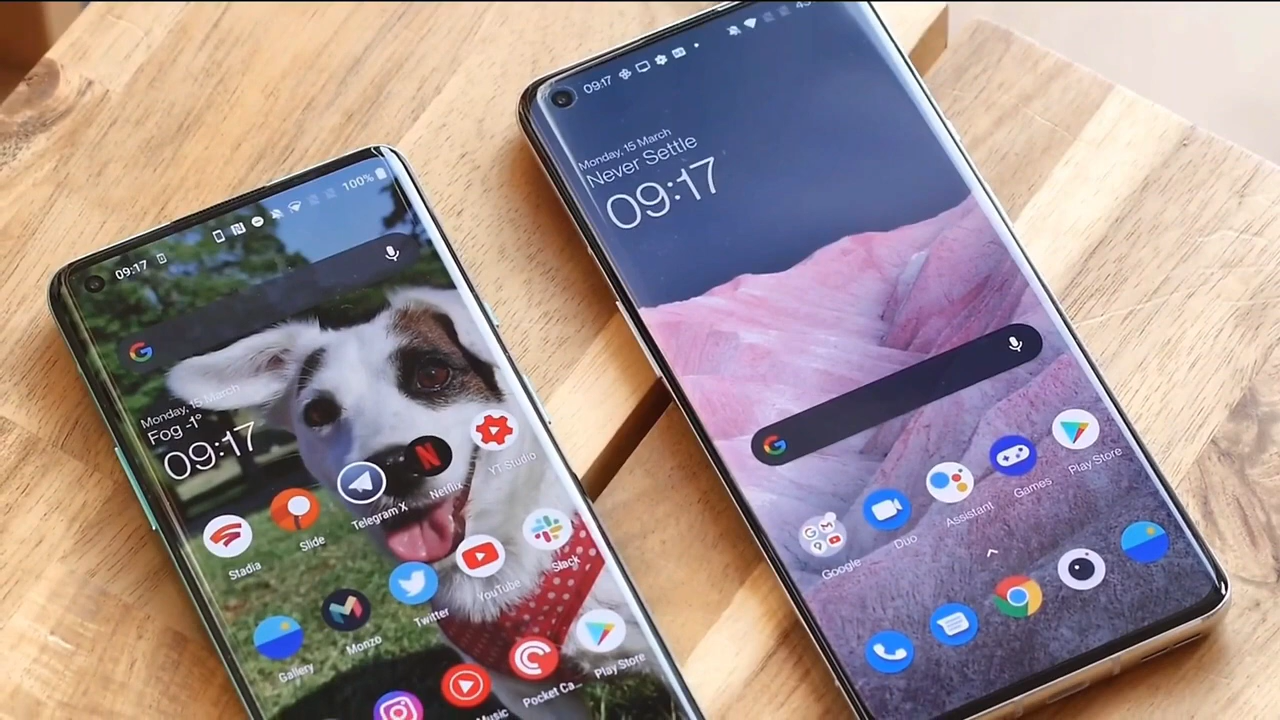 100%
09:17
Monday, 15 March
Fog -1°
09:17
YT Studio
Netflix
Telegram X
Slide
Stadia
Slack
YouTube
Twitter
Monzo
Gallery
Play Store
Pocket Ca...
Music
09:17
Monday, 15 March
Never Settle
09:17
Play Store
Games
Assistant
Duo
Google